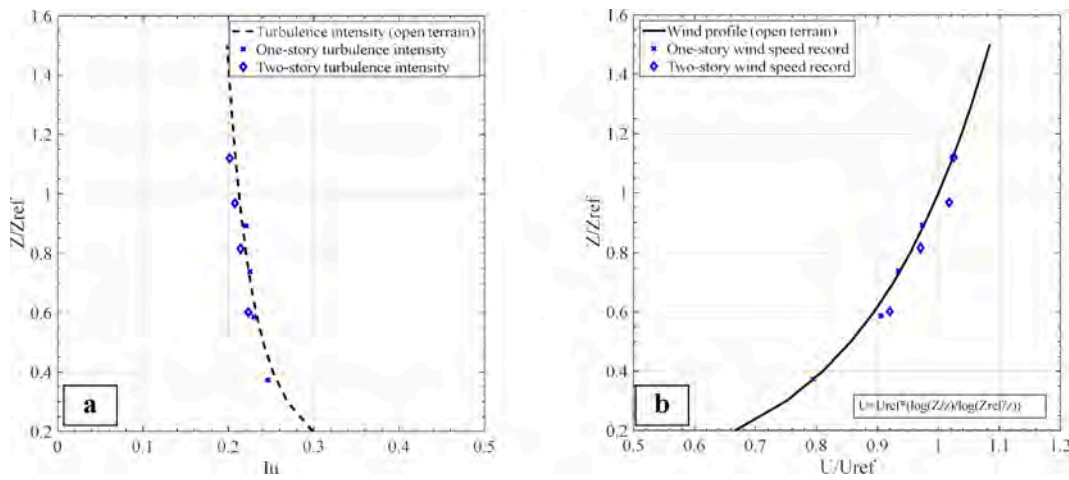 1.6
1.4
1.2
1
0.8
0.6
0.4
0.2
Z/Zref
0
0.1
0.2
0.3
0.4
0.5
Iu
Turbulence intensity (open terrain)
One-story turbulence intensity
Two-story turbulence intensity
a
1.6
1.4
1.2
1
0.8
0.6
0.4
0.2
Z/Zref
0.5
0.6
0.7
0.8
0.9
1
1.1
1.2
U/Uref
Wind profile (open terrain)
One-story wind speed record
Two-story wind speed record
b
U=Uref*(log(Z/z)/log(Zref/z))